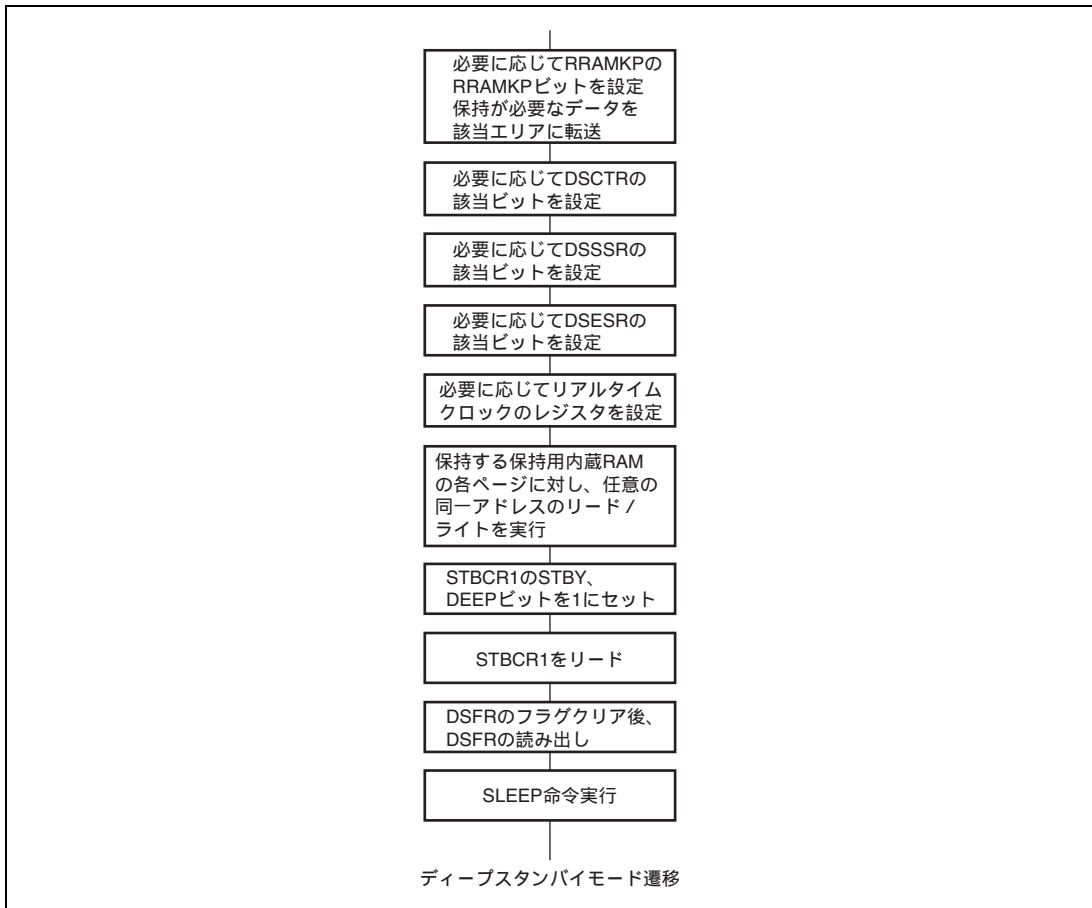 必要に応じてRRAMKPの
RRAMKPビットを設定
保持が必要なデータを
該当エリアに転送
必要に応じてDSCTRの
該当ビットを設定
必要に応じてDSSSRの
該当ビットを設定
必要に応じてDSESRの
該当ビットを設定
必要に応じてリアルタイム
クロックのレジスタを設定
保持する保持用内蔵RAM
の各ページに対し、任意の
同一アドレスのリード /
ライトを実行
STBCR1のSTBY、
DEEPビットを1にセット
STBCR1をリード
DSFRのフラグクリア後、
DSFRの読み出し
SLEEP命令実行
ディープスタンバイモード遷移